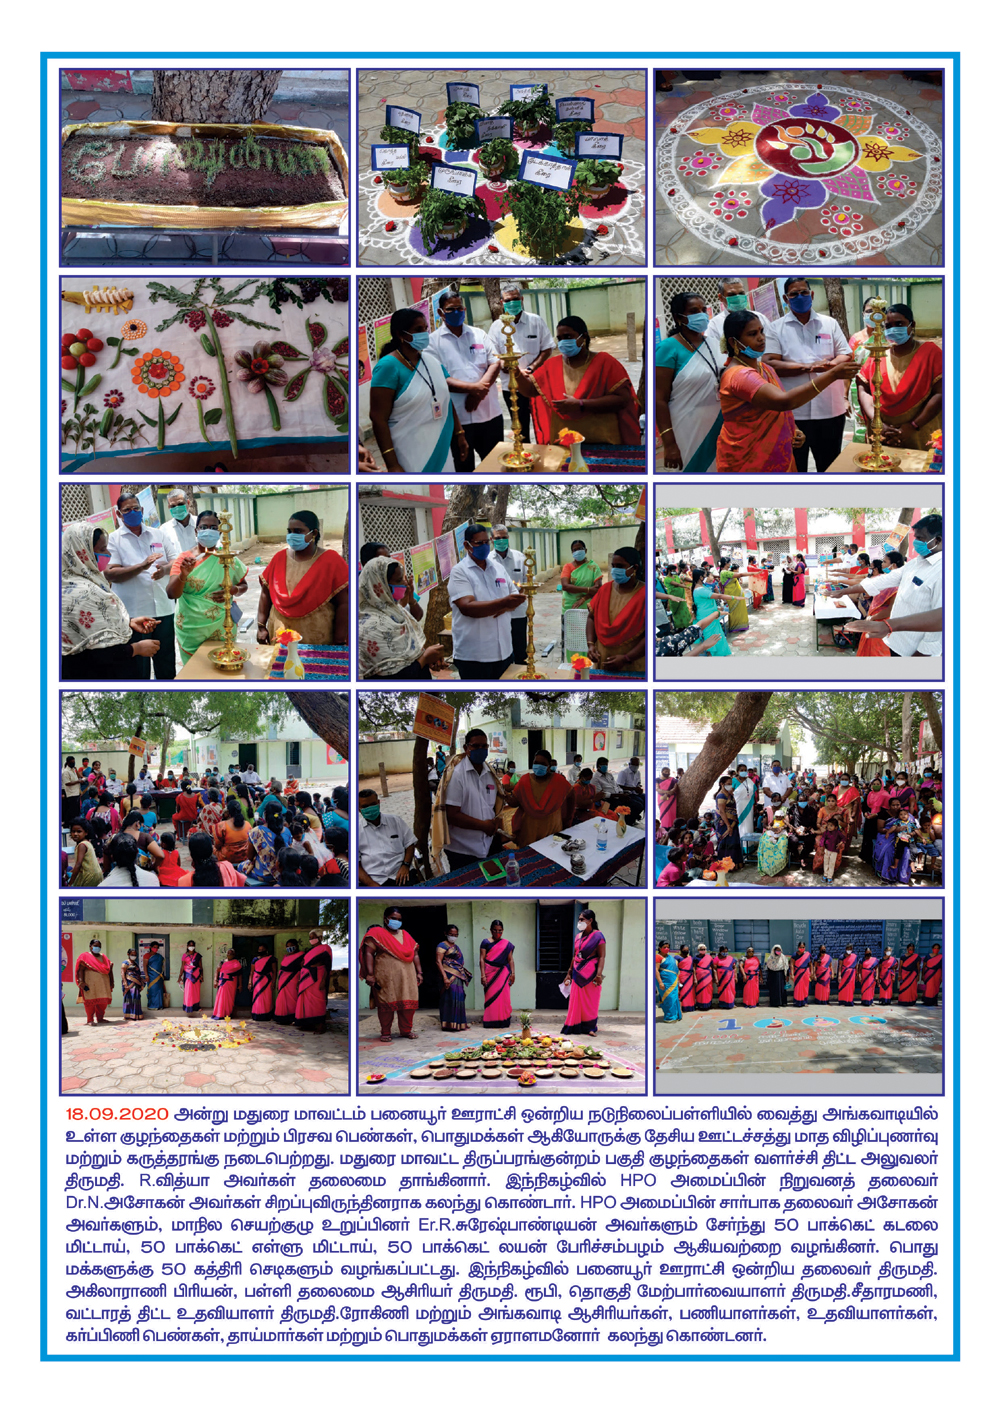 18.09.2020 அன்று மதுரை மாவட்டம் பனையூர் ஊராட்சி ஒன்றிய நடுநிலைப்பள்ளியில் வைத்து அங்கவாடியில்
உள்ள குழந்தைகள் மற்றும் பிரசவ பெண்கள், பொதுமக்கள் ஆகியோருக்கு தேசிய ஊட்டச்சத்து மாத விழிப்புணர்வு
மற்றும் கருத்தரங்கு நடைபெற்றது. மதுரை மாவட்ட திருப்பரங்குன்றம் பகுதி குழந்தைகள் வளர்ச்சி திட்ட அலுவலர்
திருமதி. R.வித்யா அவர்கள் தலைமை தாங்கினார். இந்நிகழ்வில் HPO அமைப்பின் நிறுவனத் தலைவர்
Dr.N.அசோகன் அவர்கள் சிறப்புவிருந்தினராக கலந்து கொண்டார். HPO அமைப்பின் சார்பாக தலைவர் அசோகன்
அவர்களும், மாநில செயற்குழு உறுப்பினர் Er.R.சுரேஷ்பாண்டியன் அவர்களும் சேர்ந்து 50 பாக்கெட் கடலை
மிட்டாய், 50 பாக்கெட் எள்ளு மிட்டாய், 50 பாக்கெட் லயன் பேரிச்சம்பழம் ஆகியவற்றை வழங்கினர். பொது
மக்களுக்கு 50 கத்திரி செடிகளும் வழங்கப்பட்டது. இந்நிகழ்வில் பனையூர் ஊராட்சி ஒன்றிய தலைவர் திருமதி.
அகிலாராணி பிரியன், பள்ளி தலைமை ஆசிரியர் திருமதி. ரூபி, தொகுதி மேற்பார்வையாளர் திருமதி.சீதாரமணி,
வட்டாரத் திட்ட உதவியாளர் திருமதி.ரோகிணி மற்றும் அங்கவாடி ஆசிரியர்கள், பணியாளர்கள், உதவியாளர்கள்,
கர்ப்பிணி பெண்கள், தாய்மார்கள் மற்றும் பொதுமக்கள் ஏராளமனோர் கலந்து கொண்டனர்.